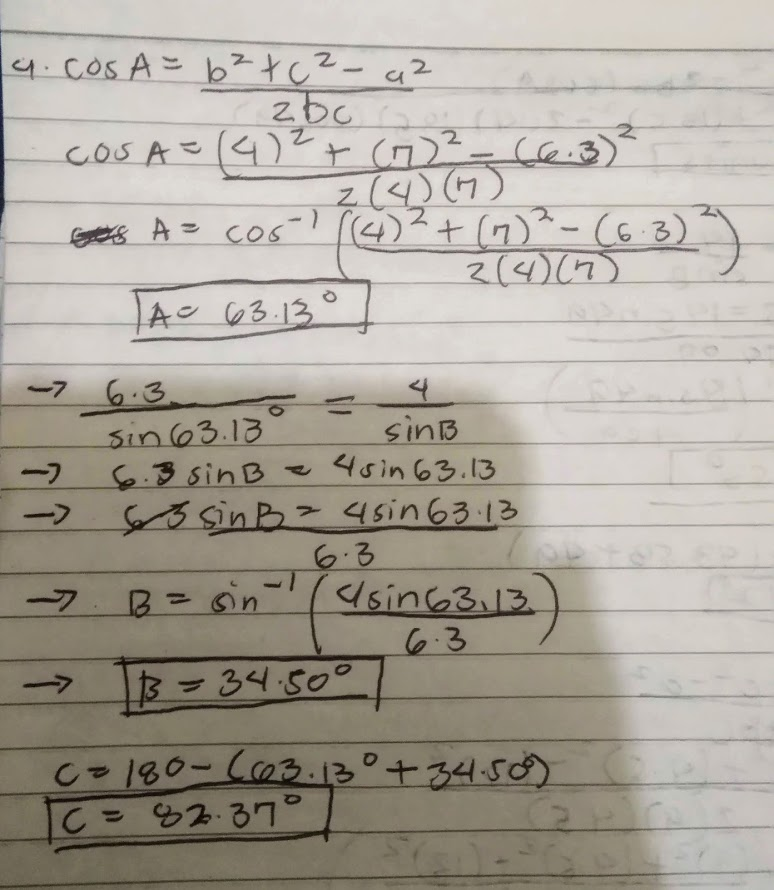 a. cos A = b² + c² - a²
2bc
cos A = (4)² + (7)² - (6.3)²
2(4)(7)
A = cos⁻¹ ((4)² + (7)² - (6.3)²)
2(4)(7)
A = 63.13°
→ 6.3 = 4
sin 63.13° sin B
→ 6.3 sin B = 4 sin 63.13
→ 6.3 sin B = 4 sin 63.13
6.3
→ B = sin⁻¹ (4 sin 63.13)
6.3
→ B = 34.50°
C = 180 - (63.13° + 34.50°)
C = 82.37°